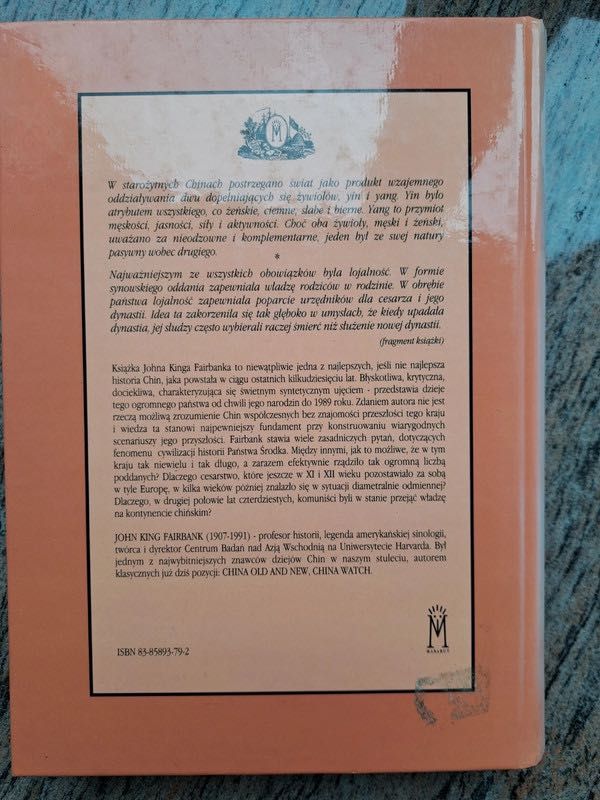 W starożytnych Chinach postrzegano świat jako produkt wzajemnego
oddziaływania dwu dopełniających się żywiołów, yin i yang. Yin było
atrybutem wszystkiego, co żeńskie, ciemne, słabe i bierne. Yang to przymiot
męskości, jasności, siły i aktywności. Choć oba żywioły, męski i żeński,
uważano za nieodzowne i komplementarne, jeden był ze swej natury
pasywny wobec drugiego.
*
Najważniejszym ze wszystkich obowiązków była lojalność. W formie
synowskiego oddania zapewniała władzę rodziców w rodzinie. W obrębie
państwa lojalność zapewniała poparcie urzędników dla cesarza i jego
dynastii. Idea ta zakorzeniła się tak głęboko w umysłach, że kiedy upadała
dynastia, jej słudzy często wybierali raczej śmierć niż służenie nowej dynastii.
(fragment książki)
Książka Johna Kinga Fairbanka to niewątpliwie jedna z najlepszych, jeśli nie najlepsza
historia Chin, jaka powstała w ciągu ostatnich kilkudziesięciu lat. Błyskotliwa, krytyczna,
dociekliwa, charakteryzująca się świetnym syntetycznym ujęciem - przedstawia dzieje
tego ogromnego państwa od chwili jego narodzin do 1989 roku. Zdaniem autora nie jest
rzeczą możliwą zrozumienie Chin współczesnych bez znajomości przeszłości tego kraju
i wiedza ta stanowi najpewniejszy fundament przy konstruowaniu wiarygodnych
scenariuszy jego przyszłości. Fairbank stawia wiele zasadniczych pytań, dotyczących
fenomenu cywilizacji historii Państwa Środka. Między innymi, jak to możliwe, że w tym
kraju tak niewielu i tak długo, a zarazem efektywnie rządziło tak ogromną liczbą
poddanych? Dlaczego cesarstwo, które jeszcze w XI i XII wieku pozostawiało za sobą
w tyle Europę, w kilka wieków później znalazło się w sytuacji diametralnie odmiennej?
Dlaczego, w drugiej połowie lat czterdziestych, komuniści byli w stanie przejąć władzę
na kontynencie chińskim?
JOHN KING FAIRBANK (1907-1991) - profesor historii, legenda amerykańskiej sinologii,
twórca i dyrektor Centrum Badań nad Azją Wschodnią na Uniwersytecie Harvarda. Był
jednym z najwybitniejszych znawców dziejów Chin w naszym stuleciu, autorem
klasycznych już dziś pozycji: CHINA OLD AND NEW, CHINA WATCH.
M
MARABUT
ISBN 83-85893-79-2